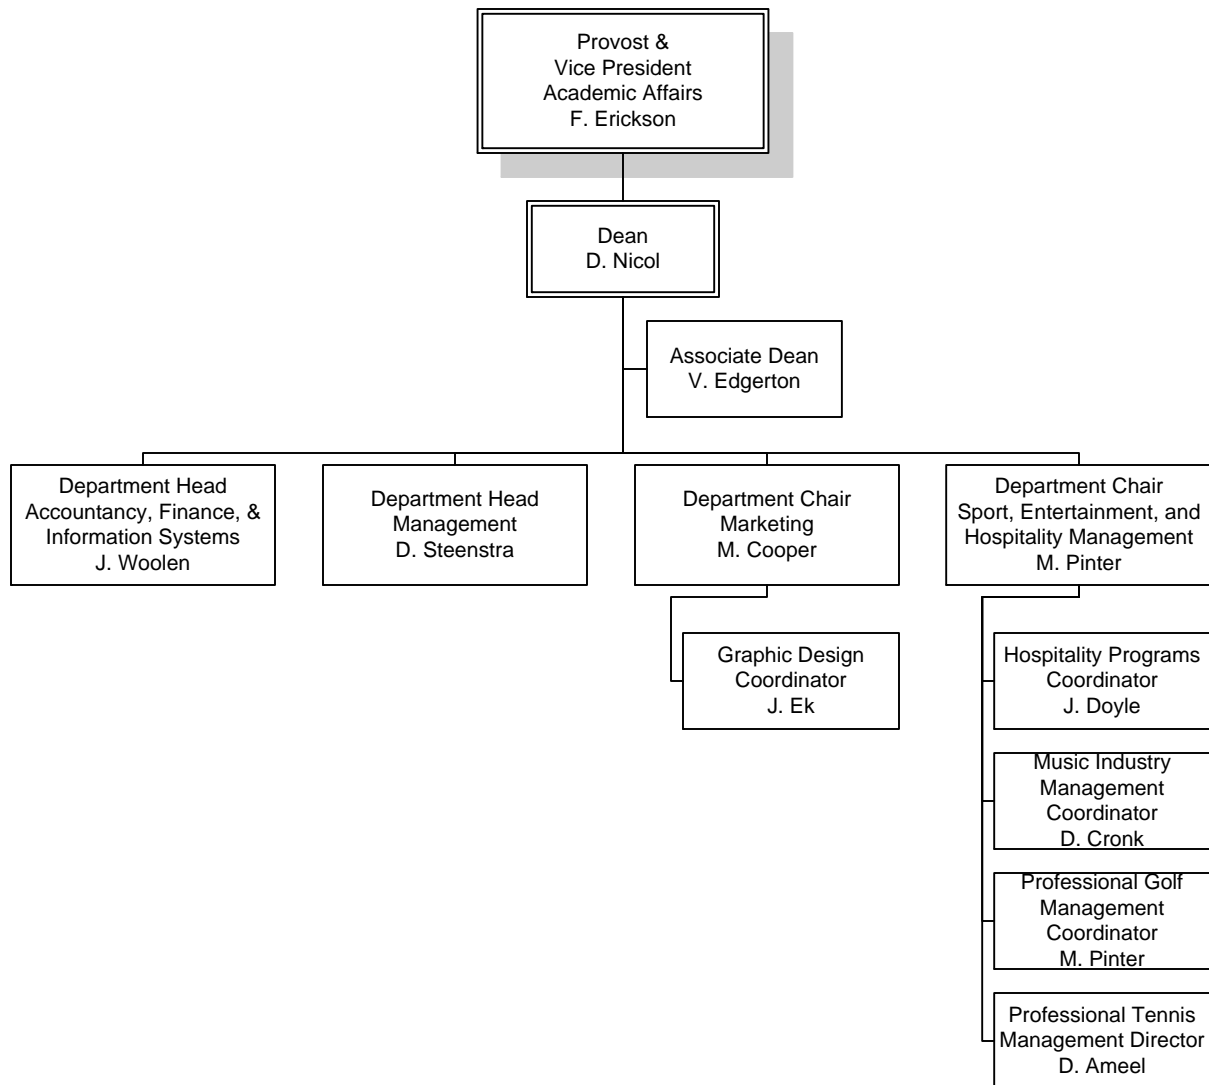 Provost &
Vice President
Academic Affairs
F. Erickson
Dean
D. Nicol
Associate Dean
V. Edgerton
Department Head
Accountancy, Finance, &
Information Systems
J. Woolen
Department Head
Management
D. Steenstra
Department Chair
Marketing
M. Cooper
Department Chair
Sport, Entertainment, and
Hospitality Management
M. Pinter
Graphic Design
Coordinator
J. Ek
Hospitality Programs
Coordinator
J. Doyle
Music Industry
Management
Coordinator
D. Cronk
Professional Golf
Management
Coordinator
M. Pinter
Professional Tennis
Management Director
D. Ameel